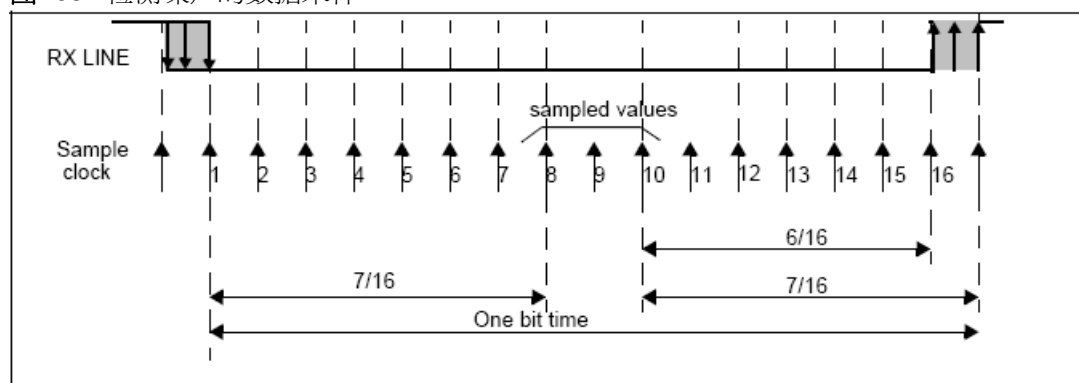 RX LINE
sampled values
Sample
clock
1 2 3 4 5 6 7 8 9 10 11 12 13 14 15 16
6/16
7/16
7/16
One bit time